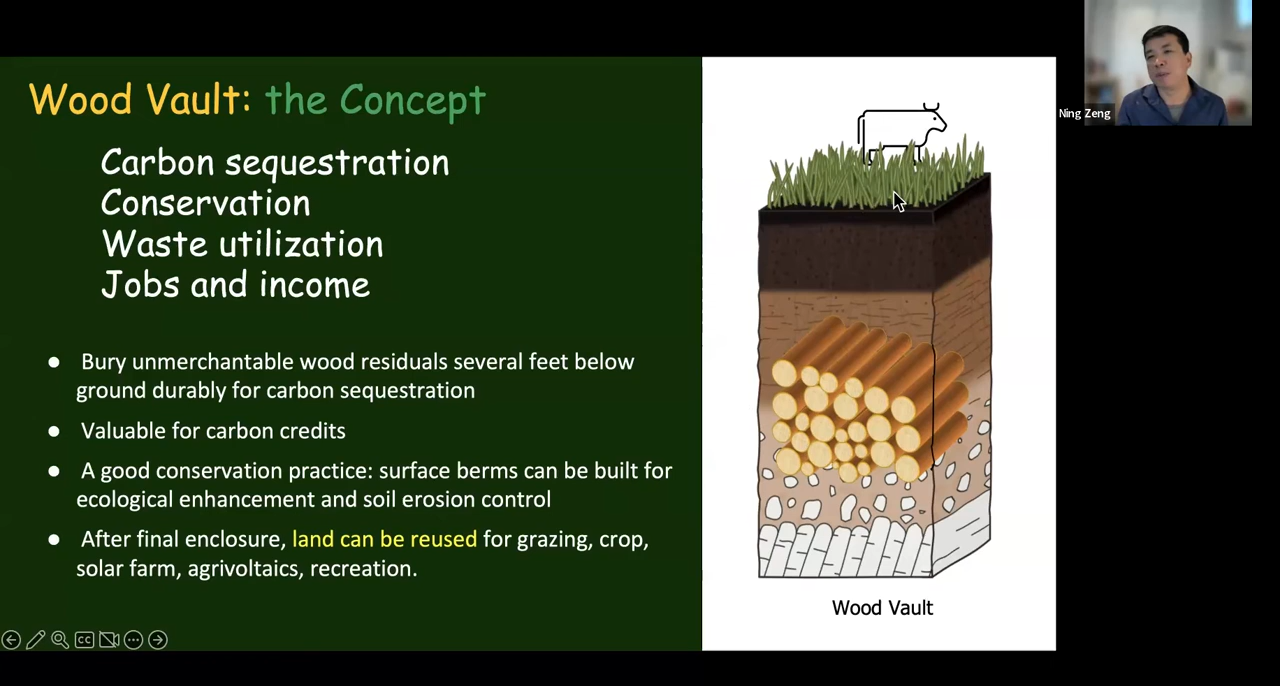 Wood Vault: the Concept
Carbon sequestration
Conservation
Waste utilization
Jobs and income
● Bury unmerchantable wood residuals several feet below
ground durably for carbon sequestration
● Valuable for carbon credits
● A good conservation practice: surface berms can be built for
ecological enhancement and soil erosion control
● After final enclosure, land can be reused for grazing, crop,
solar farm, agrivoltaics, recreation.
Wood Vault
Ning Zeng
CC